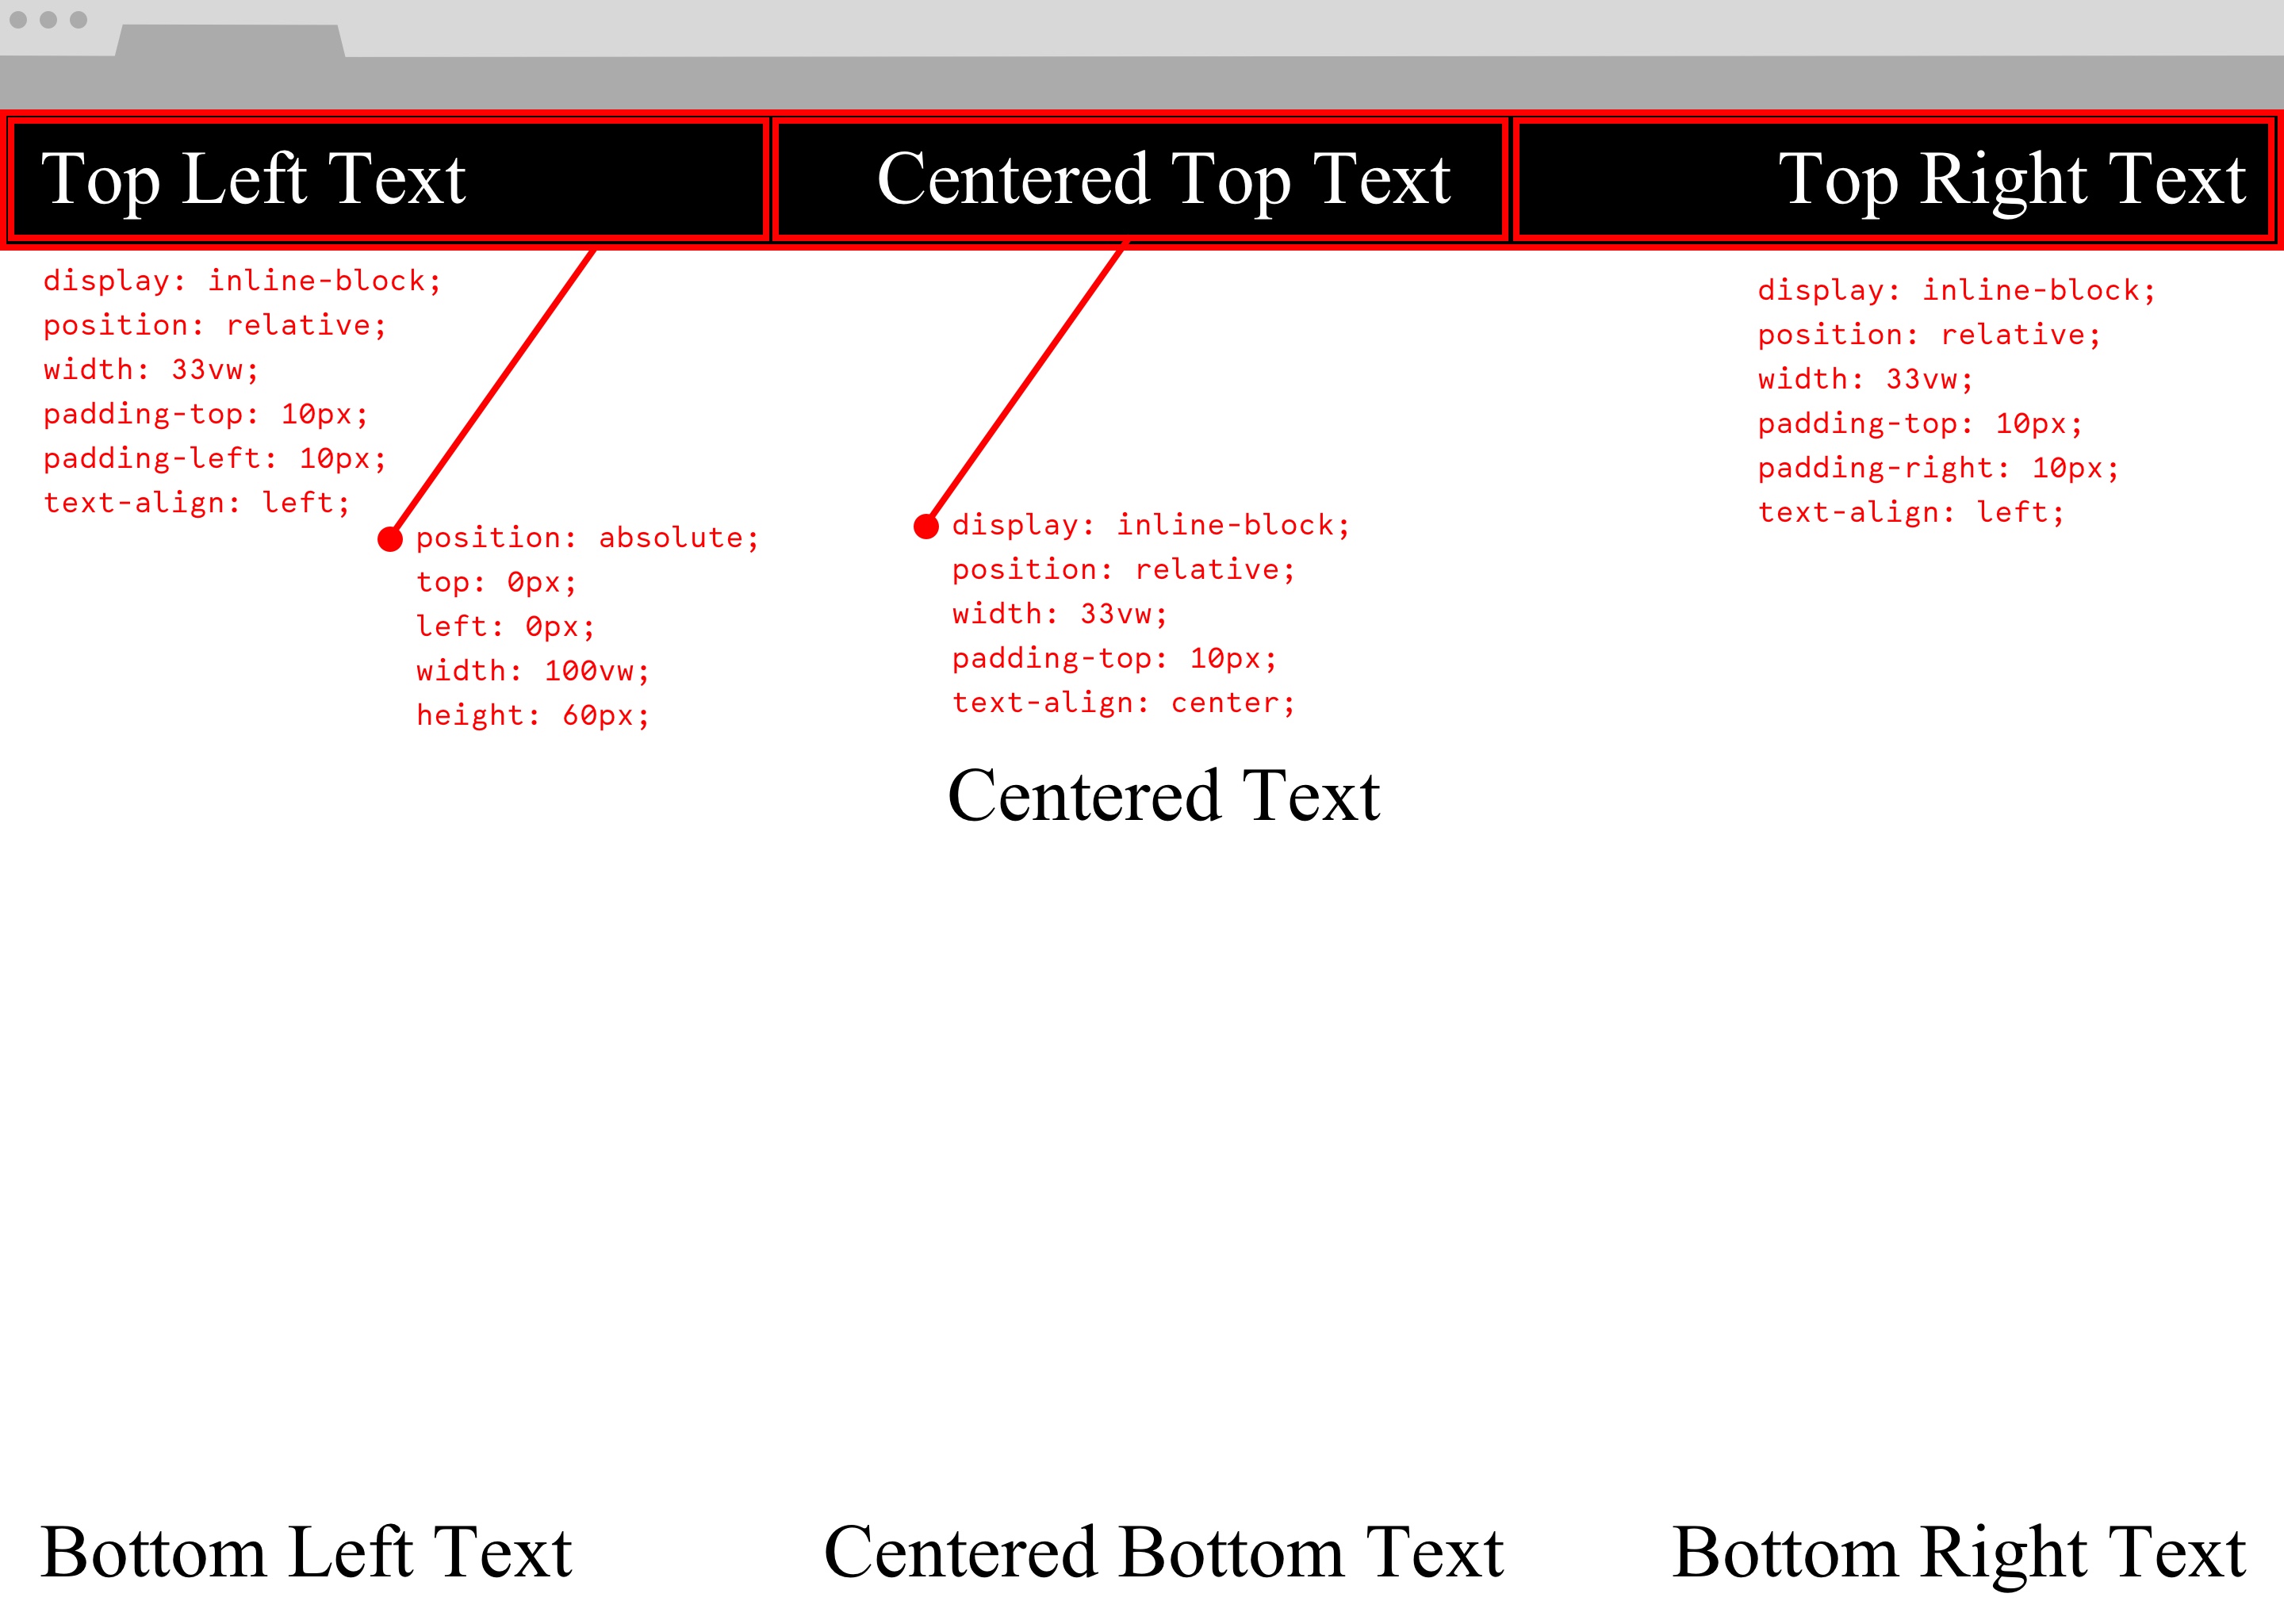 Top Left Text
Centered Top Text
Top Right Text
display: inline-block;
position: relative;
width: 33vw;
padding-top: 10px;
padding-left: 10px;
text-align: left;
position: absolute;
top: 0px;
left: 0px;
width: 100vw;
height: 60px;
display: inline-block;
position: relative;
width: 33vw;
padding-top: 10px;
text-align: center;
display: inline-block;
position: relative;
width: 33vw;
padding-top: 10px;
padding-right: 10px;
text-align: left;
Centered Text
Bottom Left Text
Centered Bottom Text
Bottom Right Text